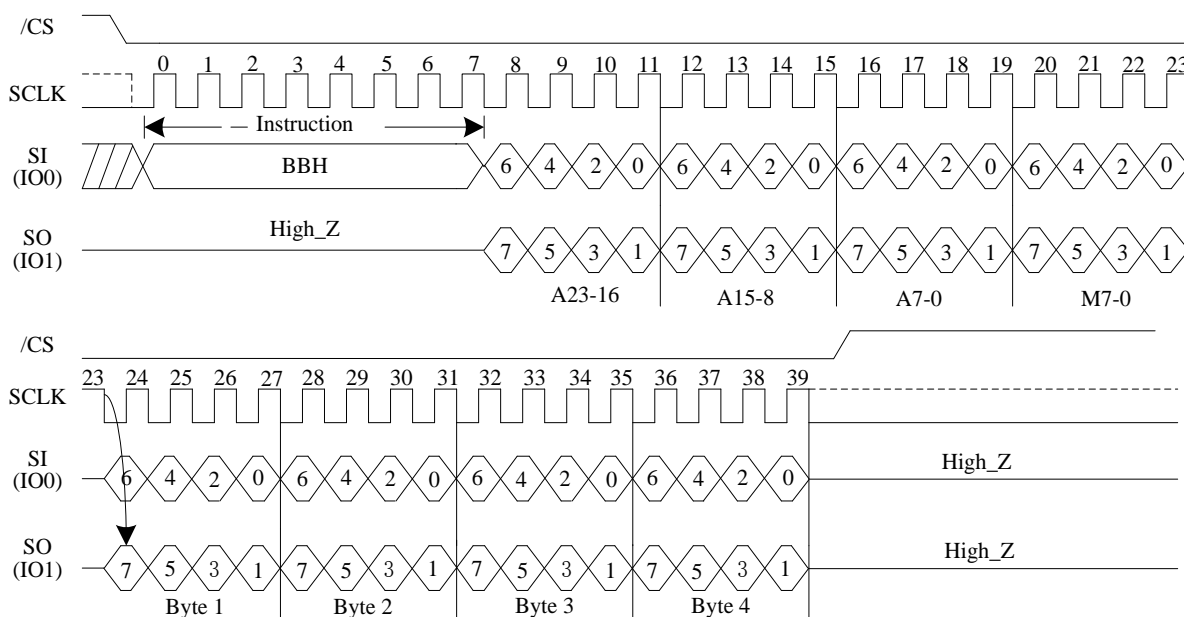 /CS
0 1 2 3 4 5 6 7 8 9 10 11 12 13 14 15 16 17 18 19 20 21 22 23
SCLK
Instruction
SI
(IO0)
BBH
6 4 2 0 6 4 2 0 6 4 2 0 6 4 2 0
High_Z
SO
(IO1)
7 5 3 1 7 5 3 1 7 5 3 1 7 5 3 1
A23-16 A15-8 A7-0 M7-0
/CS
23 24 25 26 27 28 29 30 31 32 33 34 35 36 37 38 39
SCLK
SI
(IO0)
6 4 2 0 6 4 2 0 6 4 2 0 6 4 2 0
High_Z
SO
(IO1)
7 5 3 1 7 5 3 1 7 5 3 1 7 5 3 1
High_Z
Byte 1 Byte 2 Byte 3 Byte 4